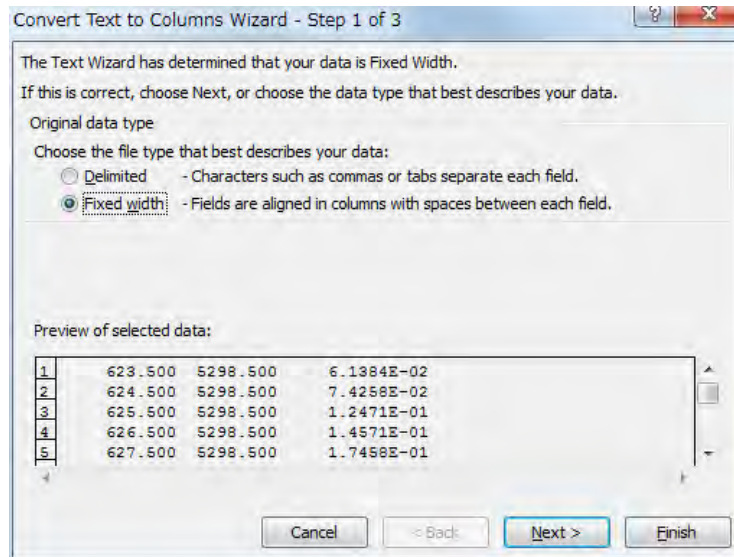 Convert Text to Columns Wizard - Step 1 of 3
The Text Wizard has determined that your data is Fixed Width.
If this is correct, choose Next, or choose the data type that best describes your data.
Original data type
Choose the file type that best describes your data:
Delimited - Characters such as commas or tabs separate each field.
Fixed width - Fields are aligned in columns with spaces between each field.
Preview of selected data:
1 623.500 5298.500 6.1384E-02
2 624.500 5298.500 7.4258E-02
3 625.500 5298.500 1.2471E-01
4 626.500 5298.500 1.4571E-01
5 627.500 5298.500 1.7458E-01
Cancel < Back Next > Finish